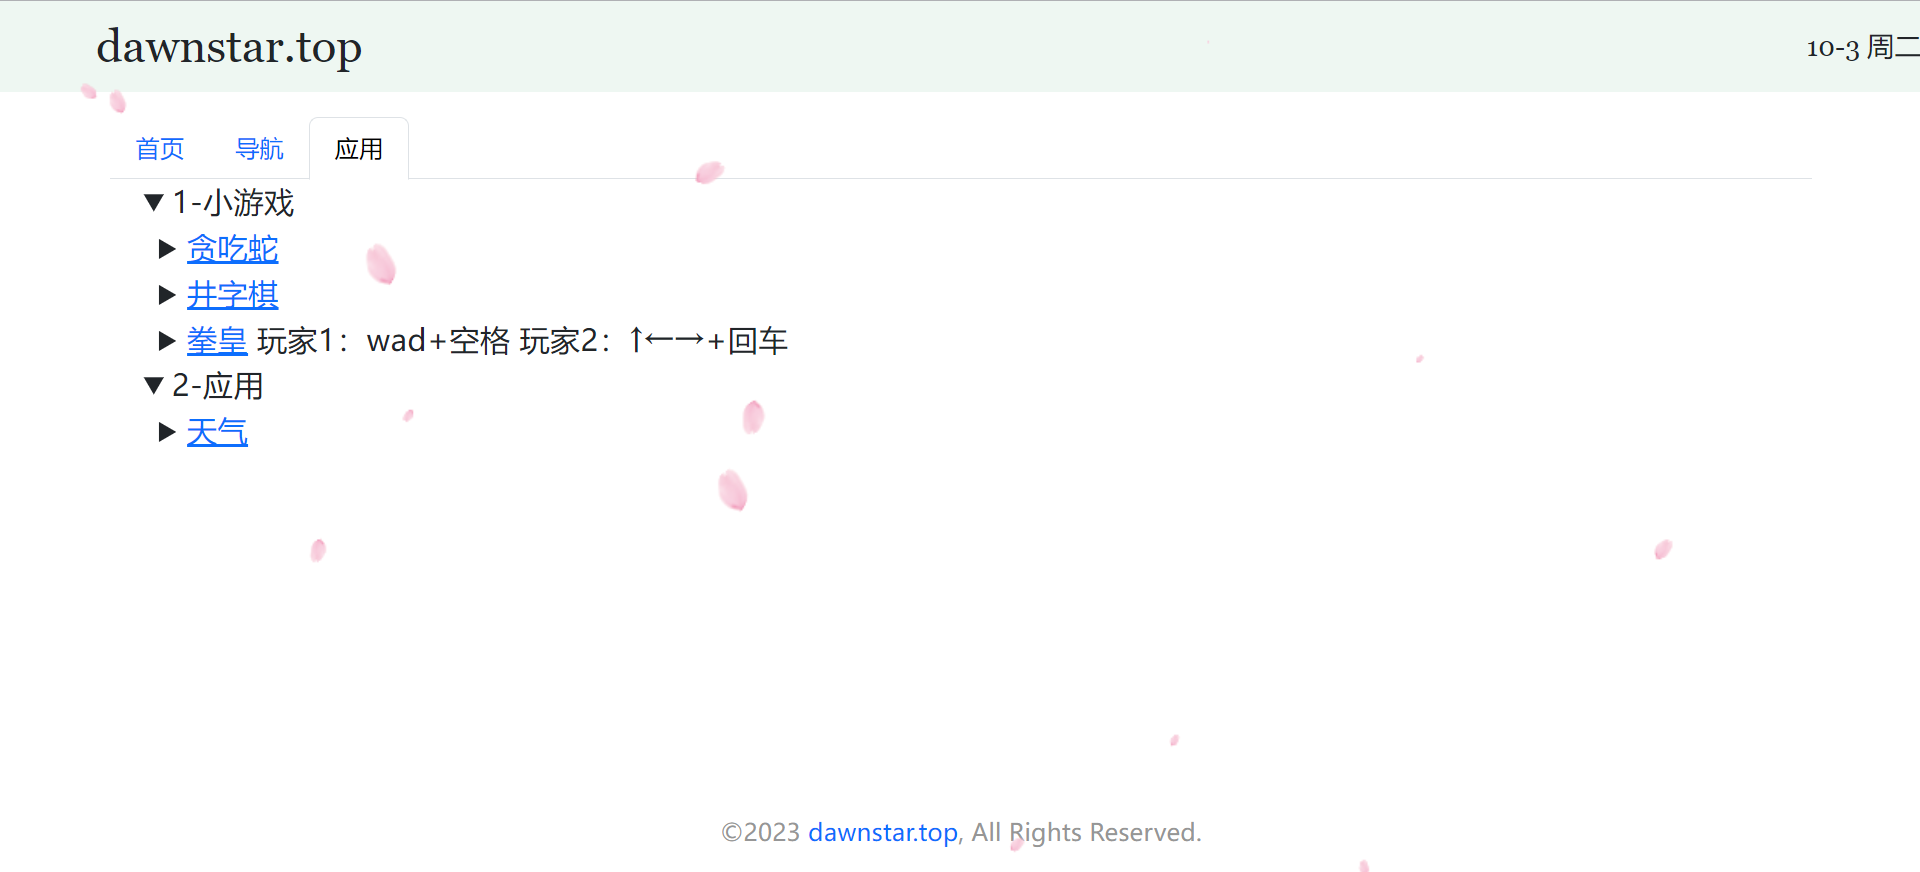 dawnstar.top
10-3 周二
首页 导航 应用
▼ 1-小游戏
▶ 贪吃蛇
▶ 井字棋
▶ 拳皇 玩家1：wad+空格 玩家2：↑←→+回车
▼ 2-应用
▶ 天气
©2023 dawnstar.top, All Rights Reserved.